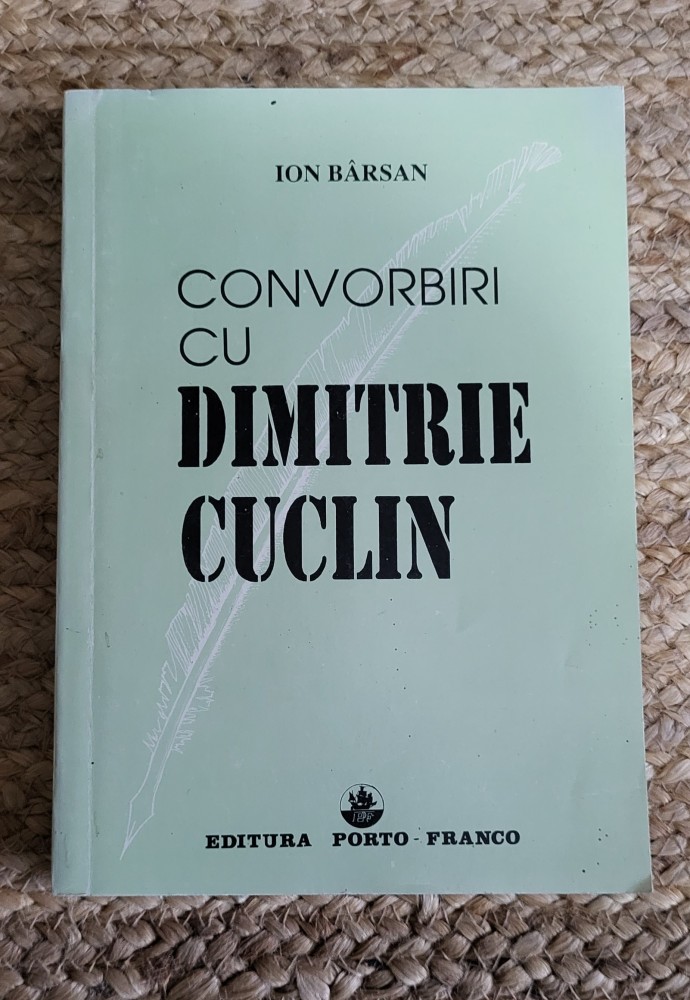 ION BÂRSAN
CONVORBIRI
CU
DIMITRIE
CUCLIN
EDITURA PORTO - FRANCO